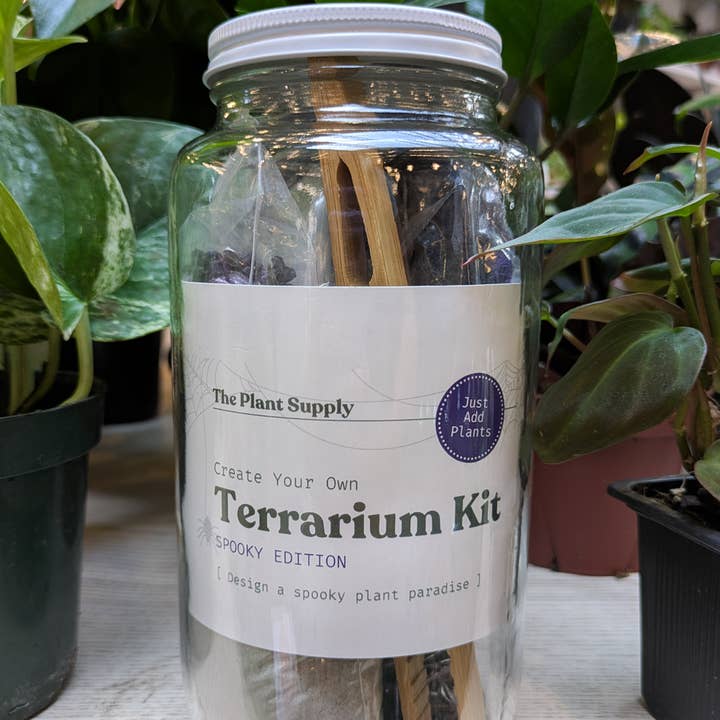 The Plant Supply
Just
Add
Plants
Create Your Own
Terrarium Kit
SPOOKY EDITION
[ Design a spooky plant paradise ]